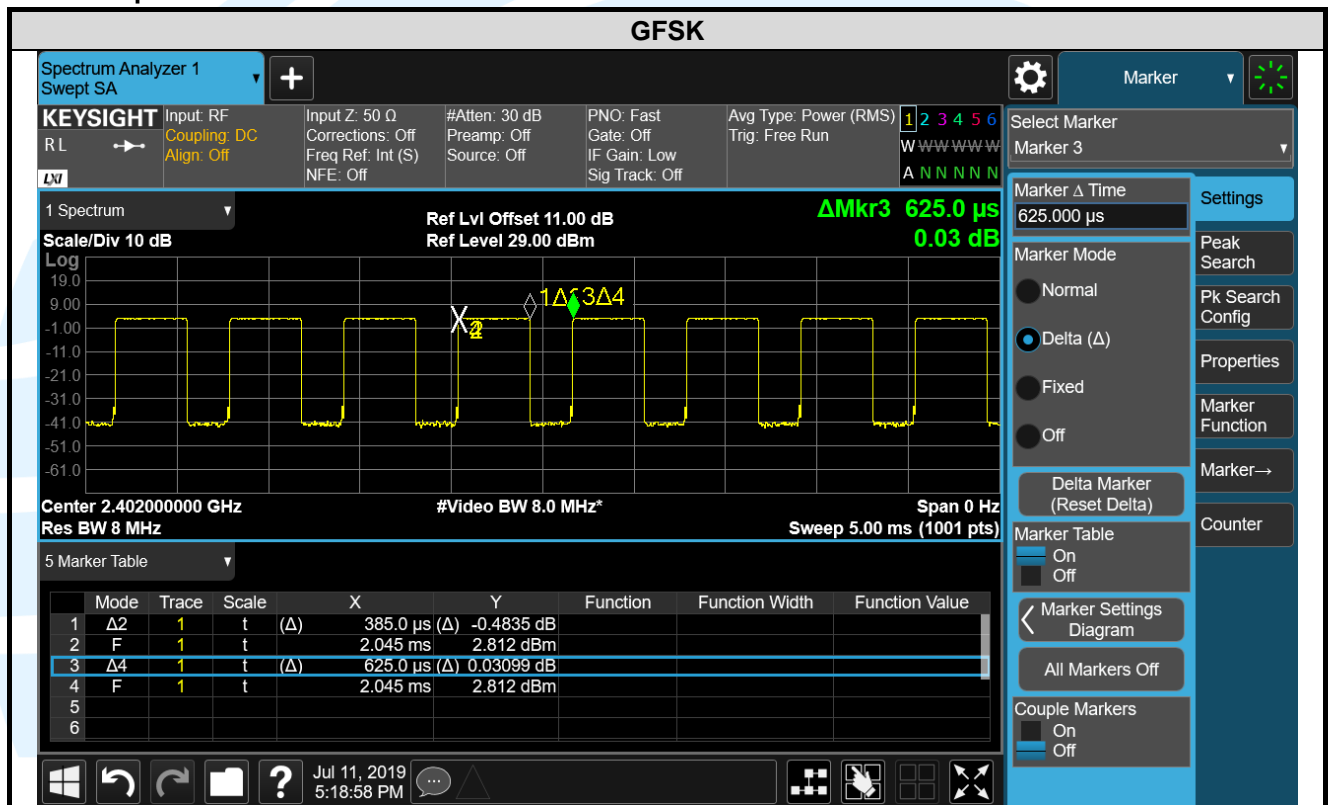 GFSK
Spectrum Analyzer 1
Swept SA
Marker
KEYSIGHT
R L
LXI
Input: RF
Coupling: DC
Align: Off
Input Z: 50 Ω
Corrections: Off
Freq Ref: Int (S)
NFE: Off
#Atten: 30 dB
Preamp: Off
Source: Off
PNO: Fast
Gate: Off
IF Gain: Low
Sig Track: Off
Avg Type: Power (RMS)
Trig: Free Run
1 2 3 4 5 6
W W W W W W
A N N N N N
Select Marker
Marker 3
1 Spectrum
Scale/Div 10 dB
Ref Lvl Offset 11.00 dB
Ref Level 29.00 dBm
ΔMkr3 625.0 µs
0.03 dB
Log
19.0
9.00
-1.00
-11.0
-21.0
-31.0
-41.0
-51.0
-61.0
3Δ4
Center 2.402000000 GHz
#Video BW 8.0 MHz*
Span 0 Hz
Res BW 8 MHz
Sweep 5.00 ms (1001 pts)
5 Marker Table
Mode Trace Scale X Y Function Function Width Function Value
1 Δ2 1 t (Δ) 385.0 µs (Δ) -0.4835 dB
2 F 1 t 2.045 ms 2.812 dBm
3 Δ4 1 t (Δ) 625.0 µs (Δ) 0.03099 dB
4 F 1 t 2.045 ms 2.812 dBm
5
6
Marker Δ Time
625.000 µs
Marker Mode
Normal
Delta (Δ)
Fixed
Off
Delta Marker
(Reset Delta)
Marker Table
On
Off
Marker Settings
Diagram
All Markers Off
Couple Markers
On
Off
Settings
Peak
Search
Pk Search
Config
Properties
Marker
Function
Marker→
Counter
?
Jul 11, 2019
5:18:58 PM